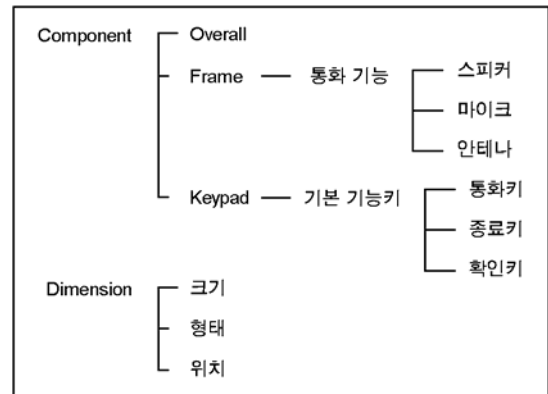 Component Overall
Frame 통화 기능 스피커
마이크
안테나
Keypad 기본 기능키 통화키
종료키
확인키
Dimension 크기
형태
위치